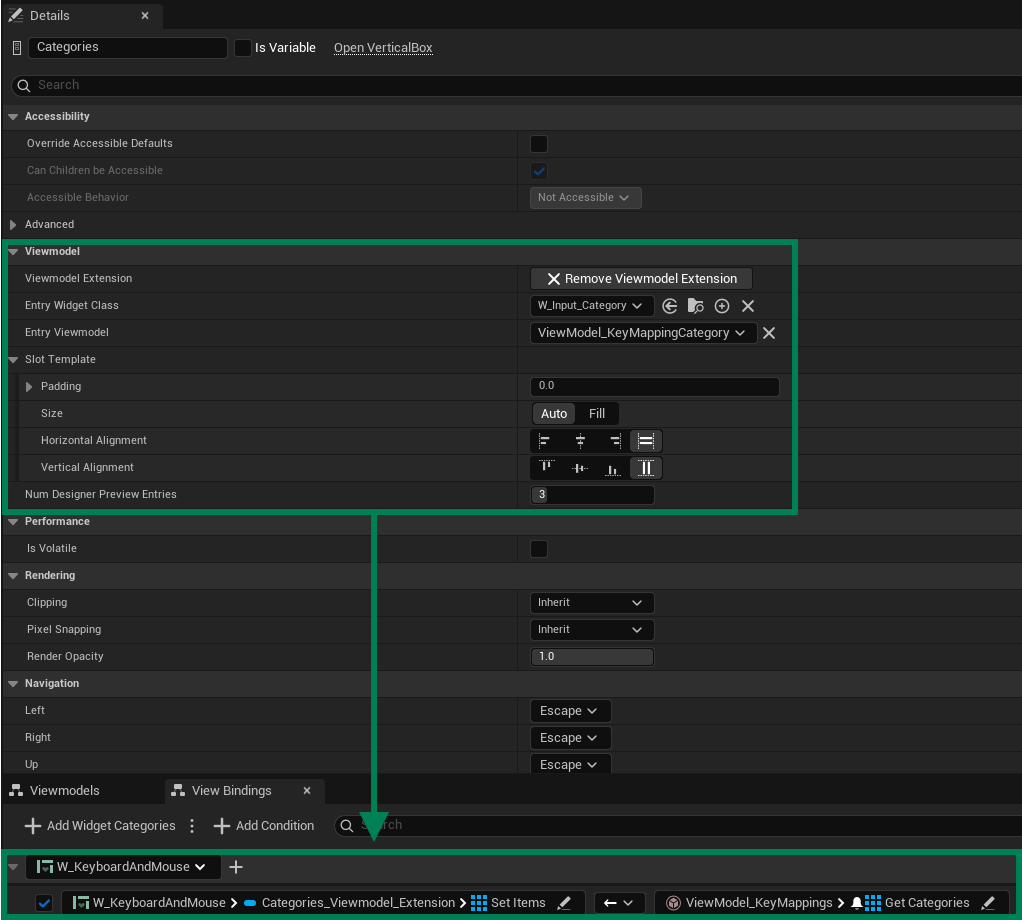 Details
Categories Is Variable Open VerticalBox
Search
Accessibility
Override Accessible Defaults
Can Children be Accessible
Accessible Behavior Not Accessible
Advanced
Viewmodel
Viewmodel Extension Remove Viewmodel Extension
Entry Widget Class W_Input_Category
Entry Viewmodel ViewModel_KeyMappingCategory
Slot Template
Padding 0.0
Size Auto Fill
Horizontal Alignment
Vertical Alignment
Num Designer Preview Entries 3
Performance
Is Volatile
Rendering
Clipping Inherit
Pixel Snapping Inherit
Render Opacity 1.0
Navigation
Left Escape
Right Escape
Up Escape
Viewmodels View Bindings
Add Widget Categories Add Condition Search
W_KeyboardAndMouse
W_KeyboardAndMouse Categories_Viewmodel_Extension Set Items ViewModel_KeyMappings Get Categories